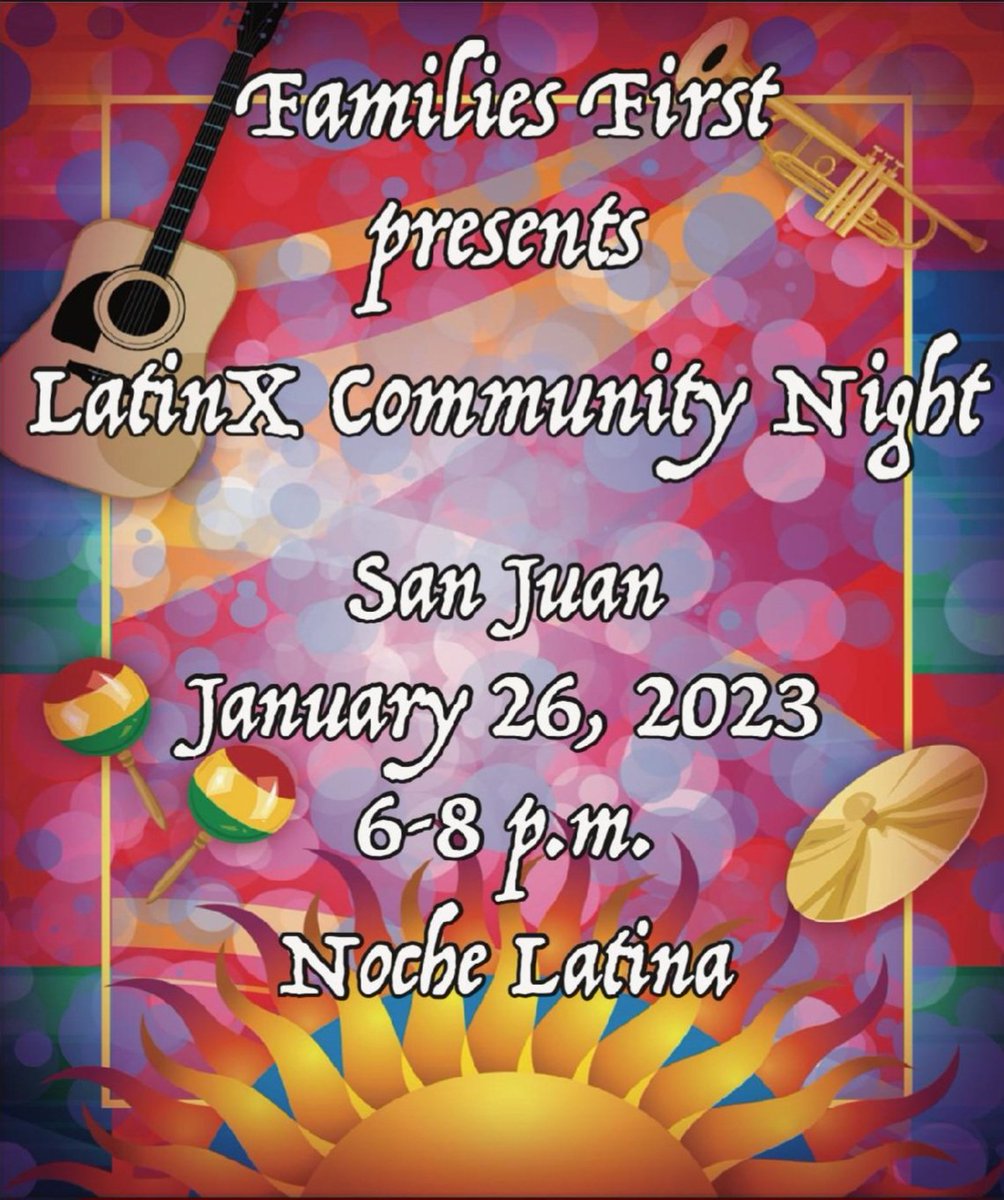 Families First
presents
LatinX Community Night
San Juan
January 26, 2023
6-8 p.m.
Noche Latina